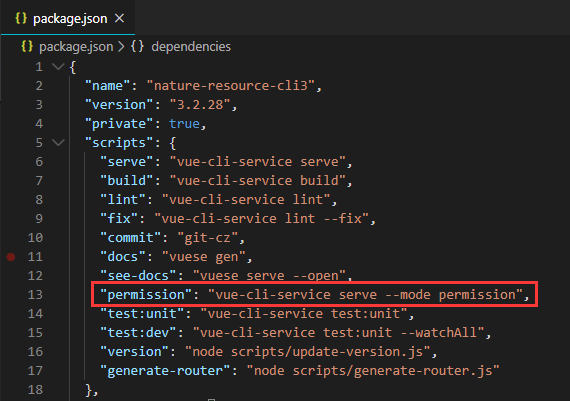 {} package.json ×
{} package.json > {} dependencies
1 {
2 "name": "nature-resource-cli3",
3 "version": "3.2.28",
4 "private": true,
5 "scripts": {
6 "serve": "vue-cli-service serve",
7 "build": "vue-cli-service build",
8 "lint": "vue-cli-service lint",
9 "fix": "vue-cli-service lint --fix",
10 "commit": "git-cz",
11 "docs": "vuese gen",
12 "see-docs": "vuese serve --open",
13 "permission": "vue-cli-service serve --mode permission",
14 "test:unit": "vue-cli-service test:unit",
15 "test:dev": "vue-cli-service test:unit --watchAll",
16 "version": "node scripts/update-version.js",
17 "generate-router": "node scripts/generate-router.js"
18 },